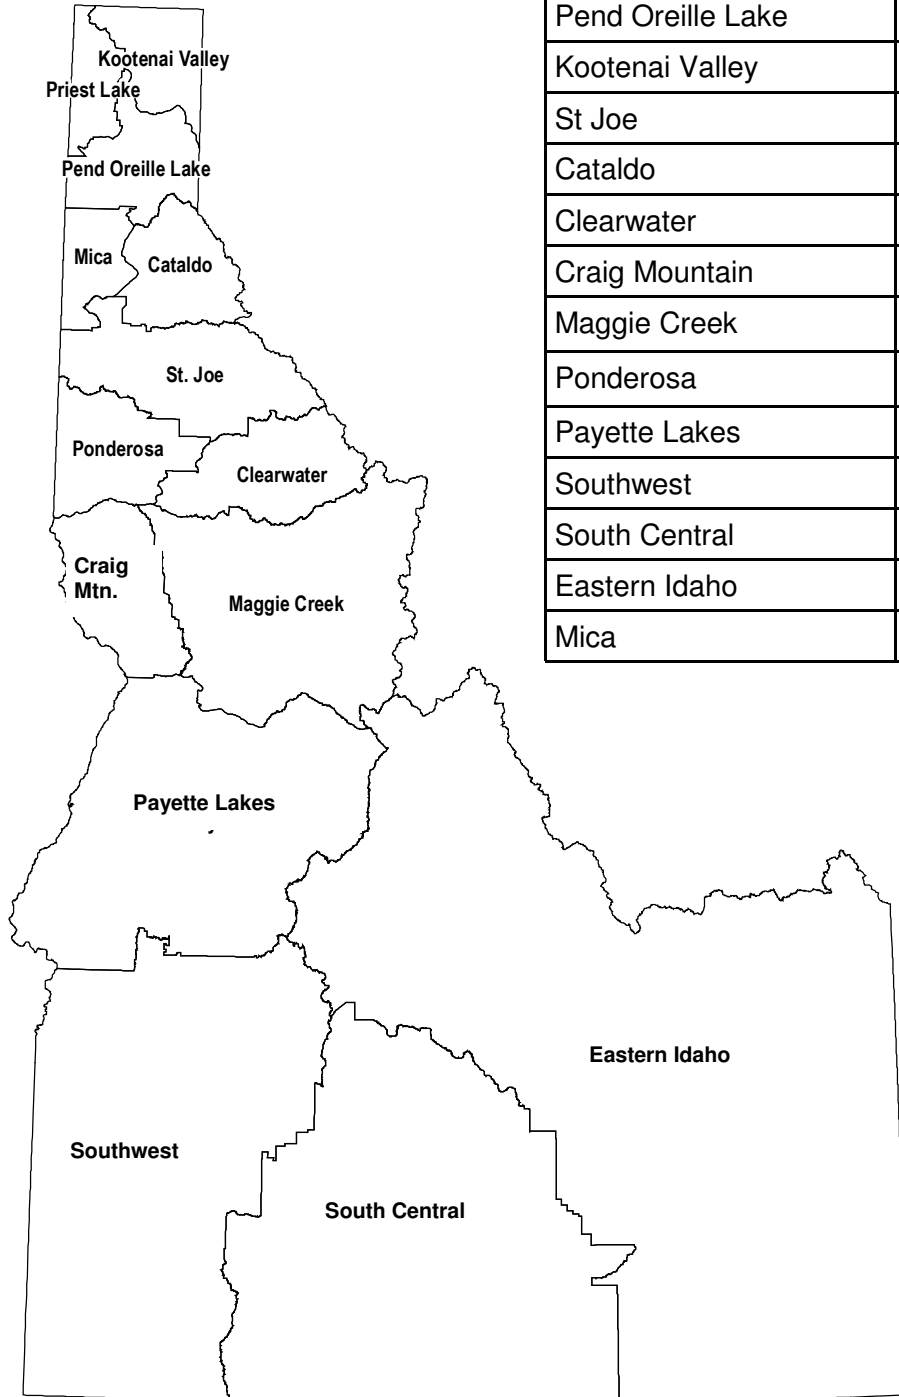 Kootenai Valley
Priest Lake
Pend Oreille Lake
Mica
Cataldo
St. Joe
Ponderosa
Clearwater
Craig
Mtn.
Maggie Creek
Payette Lakes
Eastern Idaho
Southwest
South Central
Pend Oreille Lake
Kootenai Valley
St Joe
Cataldo
Clearwater
Craig Mountain
Maggie Creek
Ponderosa
Payette Lakes
Southwest
South Central
Eastern Idaho
Mica